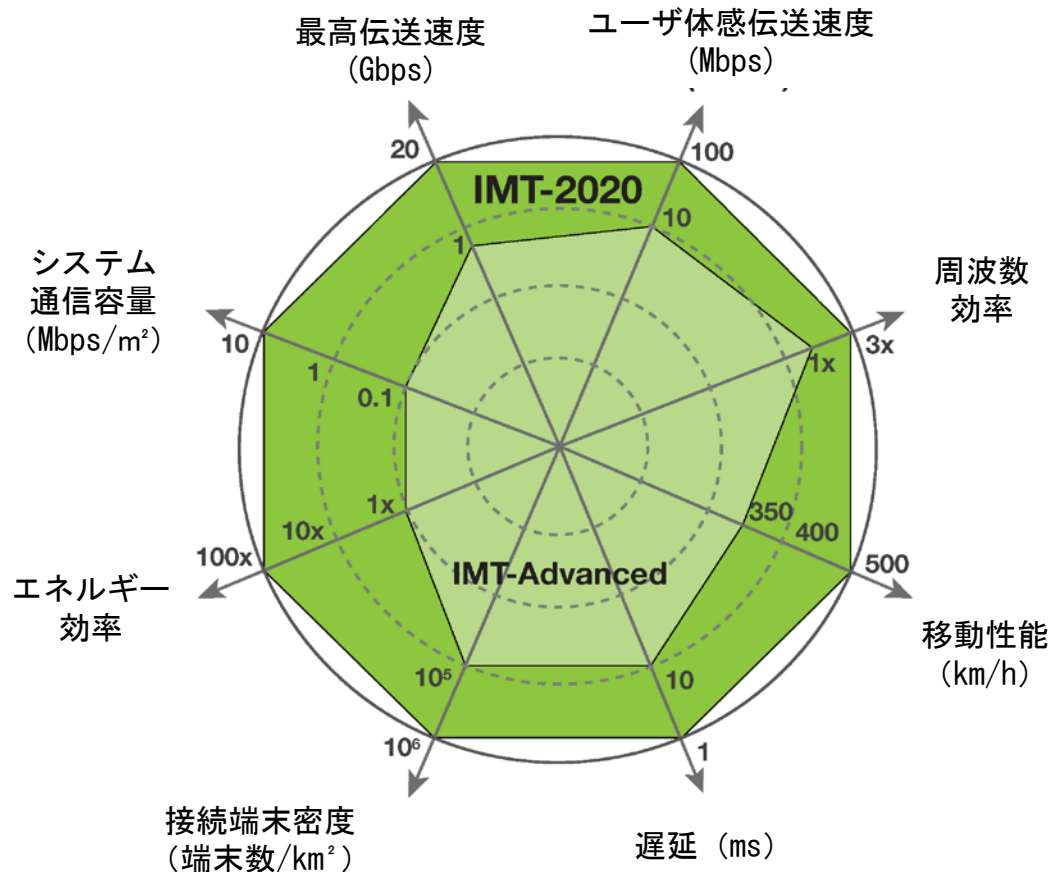 最高伝送速度
(Gbps)
ユーザ体感伝送速度
(Mbps)
20
100
IMT-2020
1
10
システム
通信容量
(Mbps/㎡)
周波数
効率
10
1
0.1
1x
3x
1x
10x
100x
350
400
500
エネルギー
効率
IMT-Advanced
移動性能
(km/h)
10⁵
10
10⁶
1
接続端末密度
(端末数/km²)
遅延 (ms)